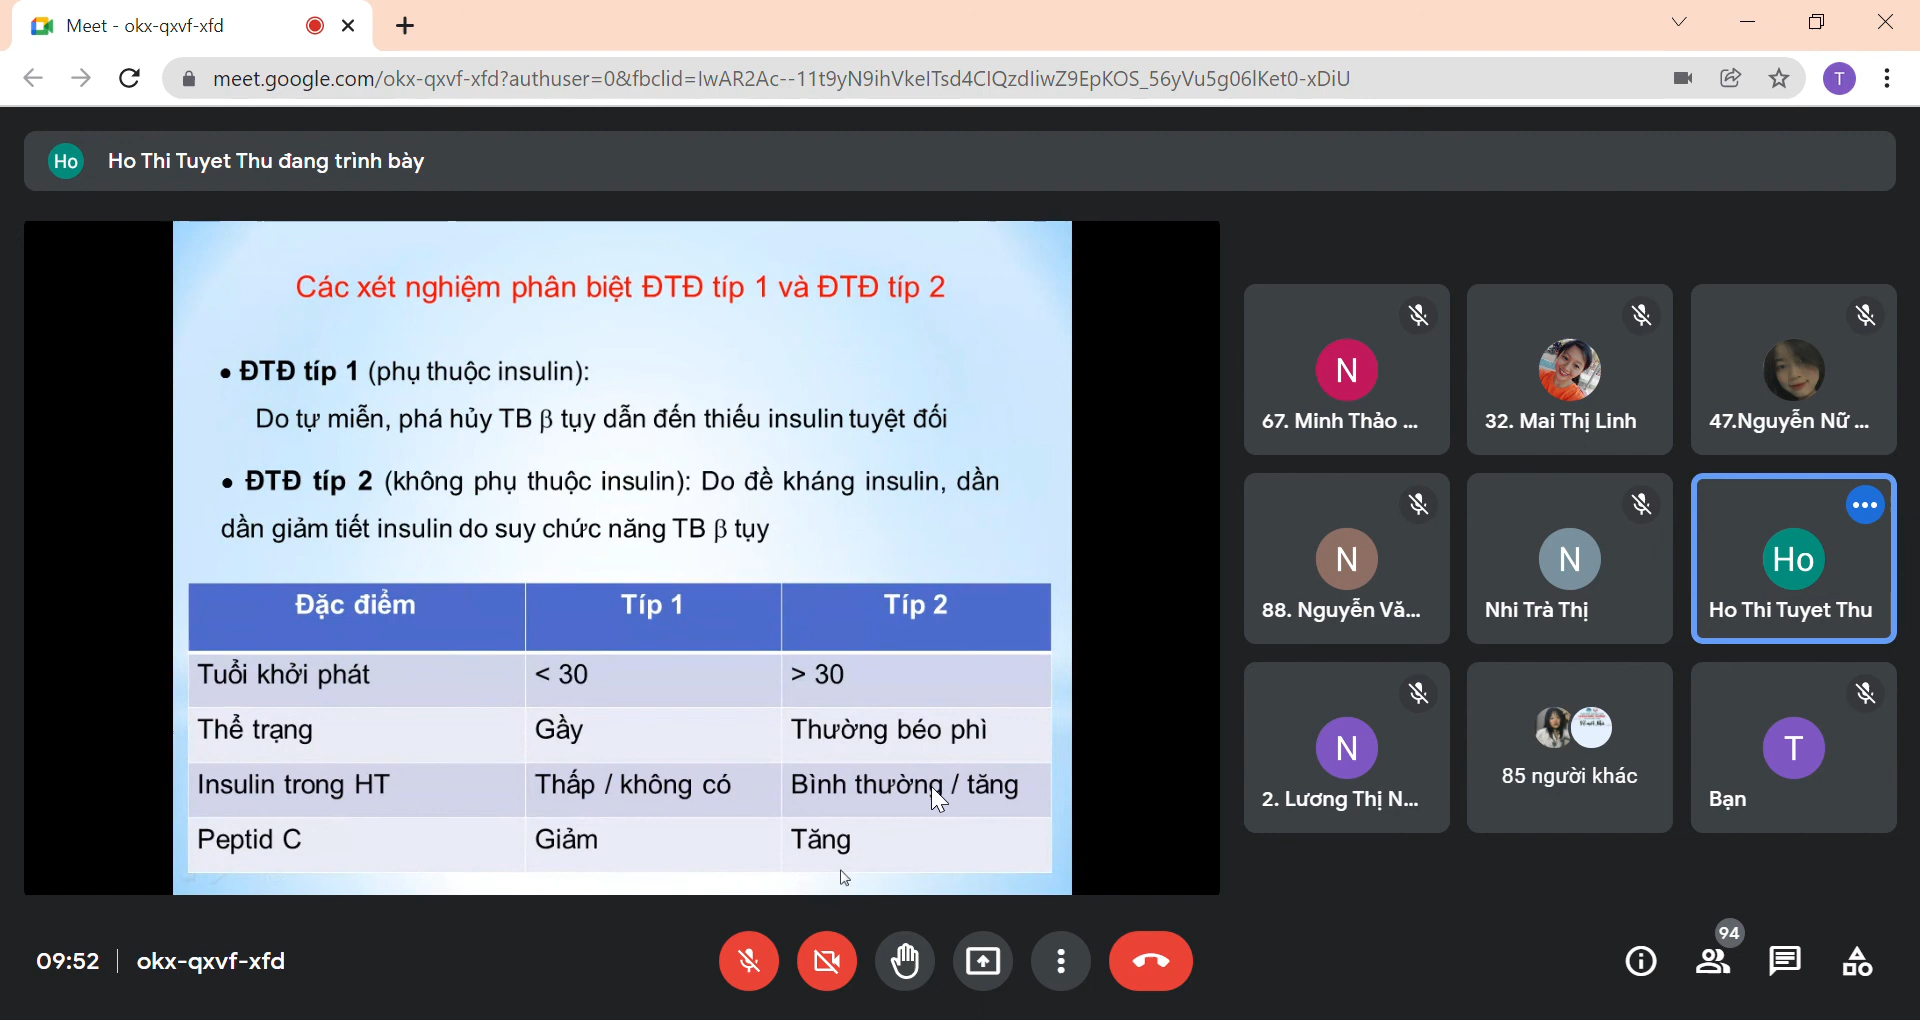 Meet - okx-qxvf-xfd
meet.google.com/okx-qxvf-xfd?authuser=0&fbclid=IwAR2Ac--11t9yN9ihVkeITsd4CIQzdIiwZ9EpKOS_56yVu5g06lKet0-xDiU
T
Ho
Ho Thi Tuyet Thu đang trình bày
Các xét nghiệm phân biệt ĐTĐ típ 1 và ĐTĐ típ 2
• ĐTĐ típ 1 (phụ thuộc insulin):
Do tự miễn, phá hủy TB β tụy dẫn đến thiếu insulin tuyệt đối
• ĐTĐ típ 2 (không phụ thuộc insulin): Do đề kháng insulin, dần
dần giảm tiết insulin do suy chức năng TB β tụy
Đặc điểm Típ 1 Típ 2
Tuổi khởi phát < 30 > 30
Thể trạng Gầy Thường béo phì
Insulin trong HT Thấp / không có Bình thường / tăng
Peptid C Giảm Tăng
N
67. Minh Thảo ...
32. Mai Thị Linh
47.Nguyễn Nữ ...
N
88. Nguyễn Vă...
N
Nhi Trà Thị
Ho
Ho Thi Tuyet Thu
N
2. Lương Thị N...
85 người khác
T
Bạn
09:52 | okx-qxvf-xfd
94